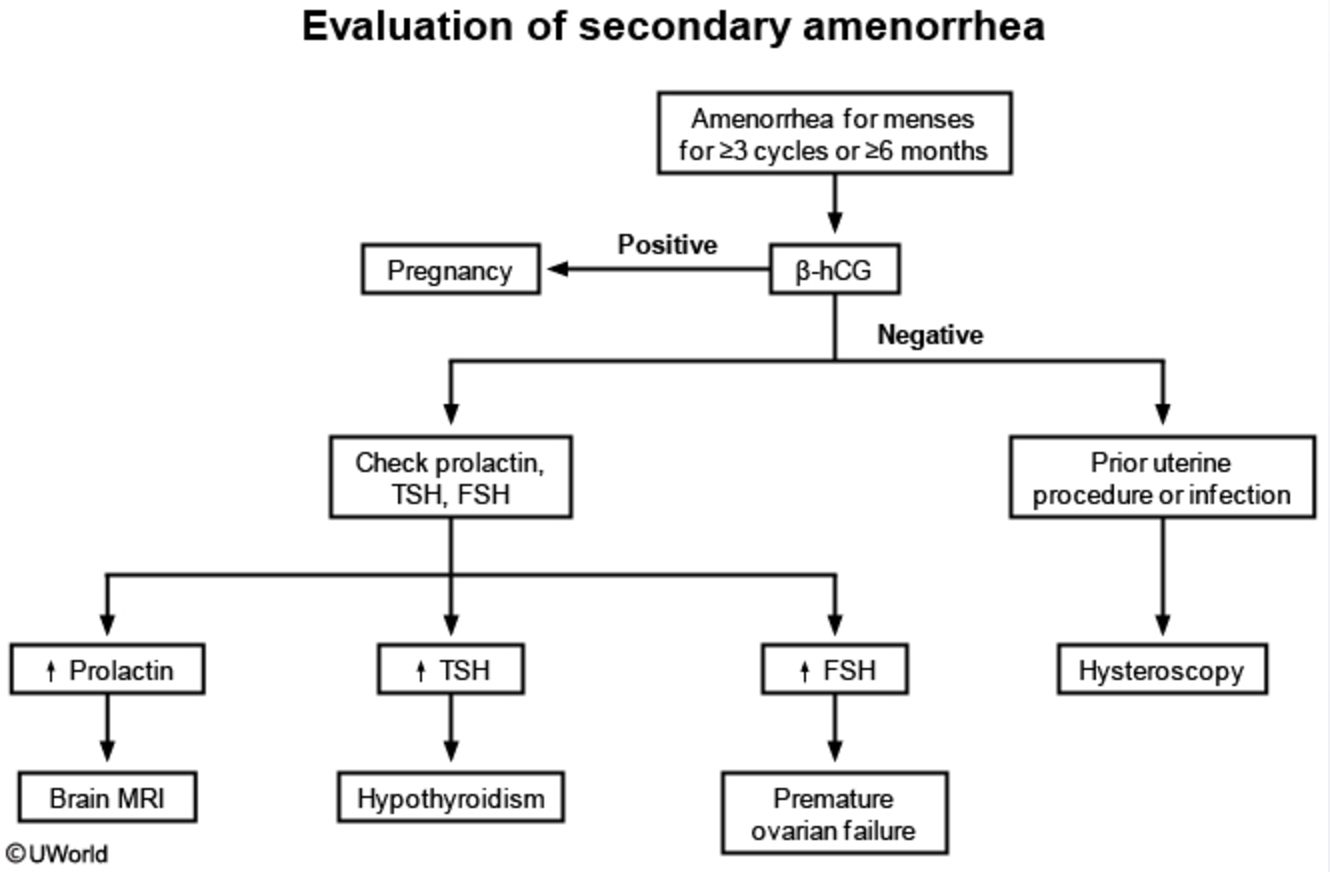 Evaluation of secondary amenorrhea
Amenorrhea for menses
for ≥3 cycles or ≥6 months
Positive
Pregnancy
β-hCG
Negative
Check prolactin,
TSH, FSH
Prior uterine
procedure or infection
↑ Prolactin
↑ TSH
↑ FSH
Hysteroscopy
Brain MRI
Hypothyroidism
Premature
ovarian failure
©UWorld